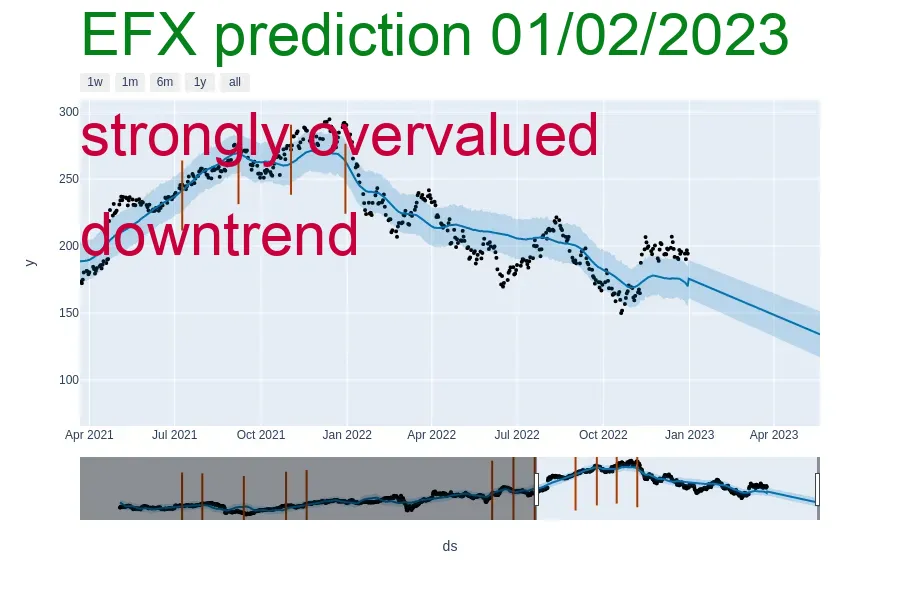 EFX prediction 01/02/2023
1w 1m 6m 1y all
300
strongly overvalued
250
downtrend
200
y
150
100
Apr 2021 Jul 2021 Oct 2021 Jan 2022 Apr 2022 Jul 2022 Oct 2022 Jan 2023 Apr 2023
ds